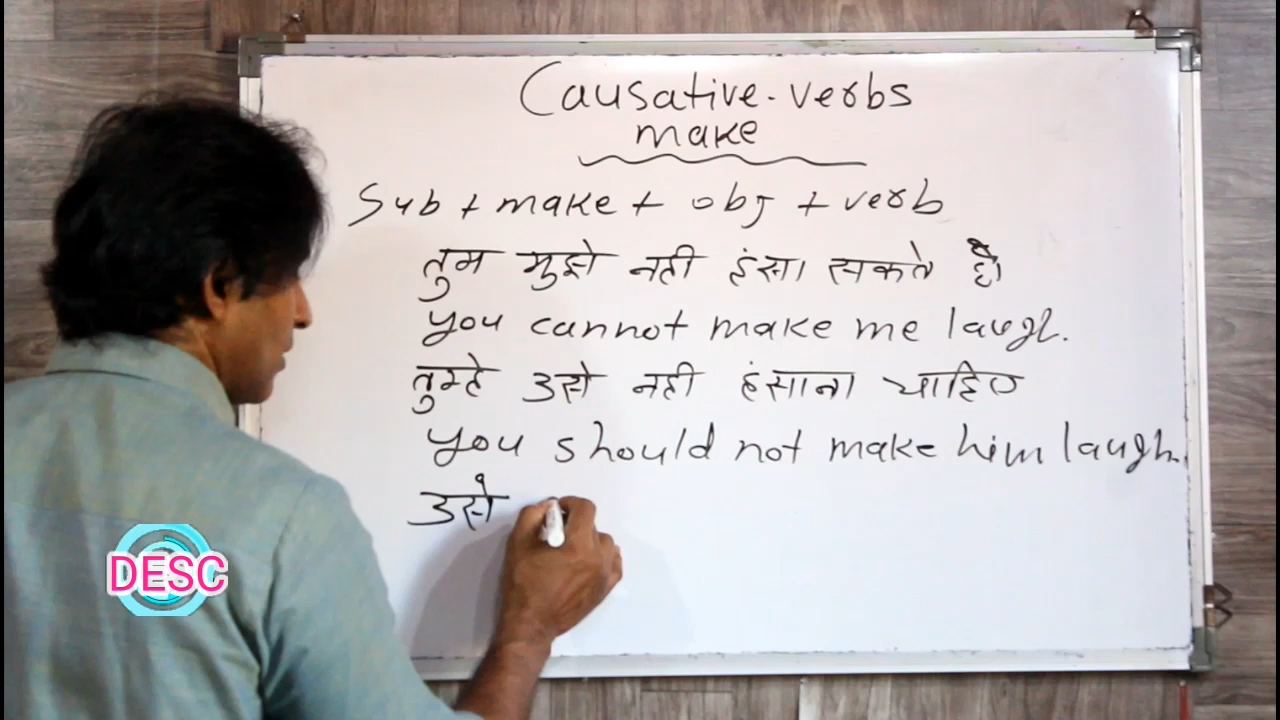 Causative-verbs
make
Sub + make + obj + verb
तुम मुझे नही हंसा सकते हो
you cannot make me laugh.
तुम्हे उसे नही हंसाना चाहिए
you should not make him laugh.
उसे
DESC